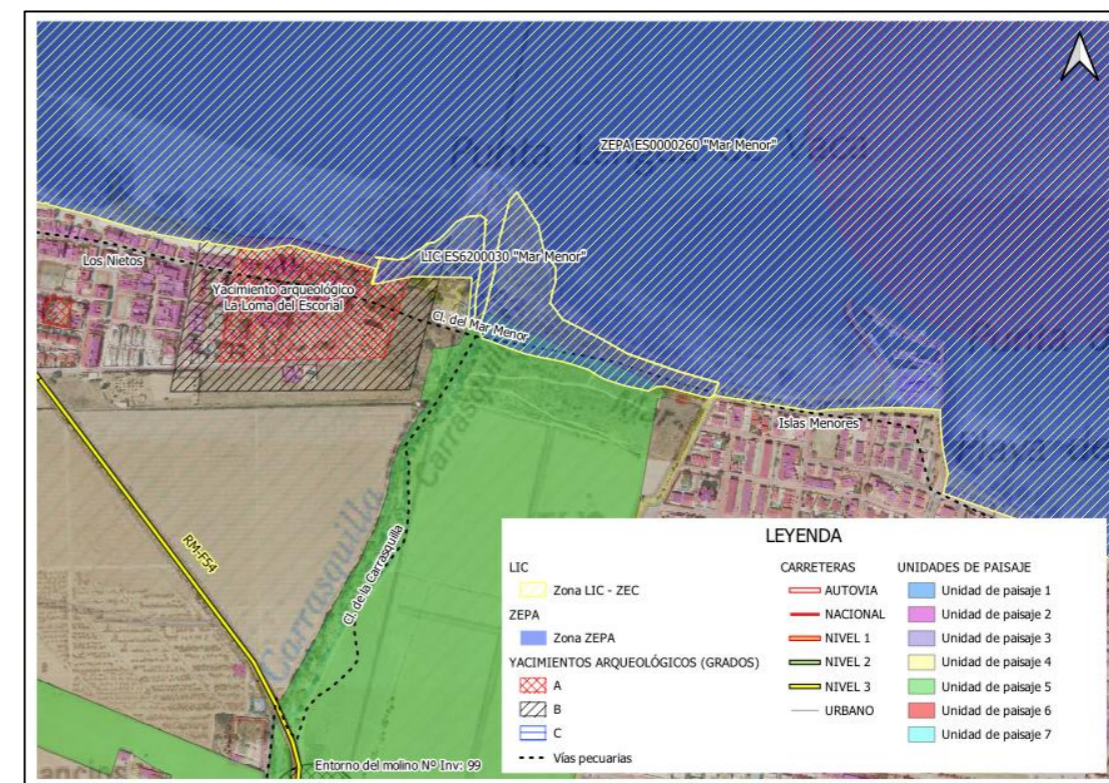 ZEPA ES0000260 "Mar Menor"
Los Nietos
LIC ES6200030 "Mar Menor"
Yacimiento arqueológico
La Loma del Escorial
Cl. del Mar Menor
Islas Menores
Carrasquilla
RM-F54
Cl. de la Carrasquilla
Carrasquilla
Entorno del molino Nº Inv: 99
LEYENDA
LIC
Zona LIC - ZEC
ZEPA
Zona ZEPA
YACIMIENTOS ARQUEOLÓGICOS (GRADOS)
A
B
C
Vías pecuarias
CARRETERAS
AUTOVIA
NACIONAL
NIVEL 1
NIVEL 2
NIVEL 3
URBANO
UNIDADES DE PAISAJE
Unidad de paisaje 1
Unidad de paisaje 2
Unidad de paisaje 3
Unidad de paisaje 4
Unidad de paisaje 5
Unidad de paisaje 6
Unidad de paisaje 7